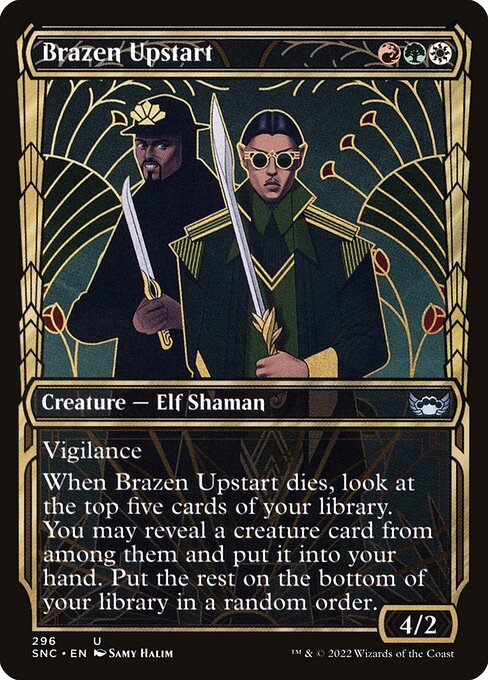 Brazen Upstart
Creature — Elf Shaman
Vigilance
When Brazen Upstart dies, look at
the top five cards of your library.
You may reveal a creature card from
among them and put it into your
hand. Put the rest on the bottom of
your library in a random order.
4/2
296 U
SNC • EN Samy Halim
™ & © 2022 Wizards of the Coast